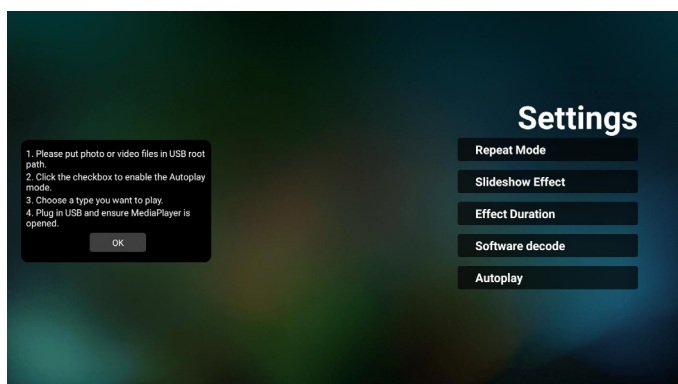 Settings
1. Please put photo or video files in USB root
path.
2. Click the checkbox to enable the Autoplay
mode.
3. Choose a type you want to play.
4. Plug in USB and ensure MediaPlayer is
opened.
OK
Repeat Mode
Slideshow Effect
Effect Duration
Software decode
Autoplay